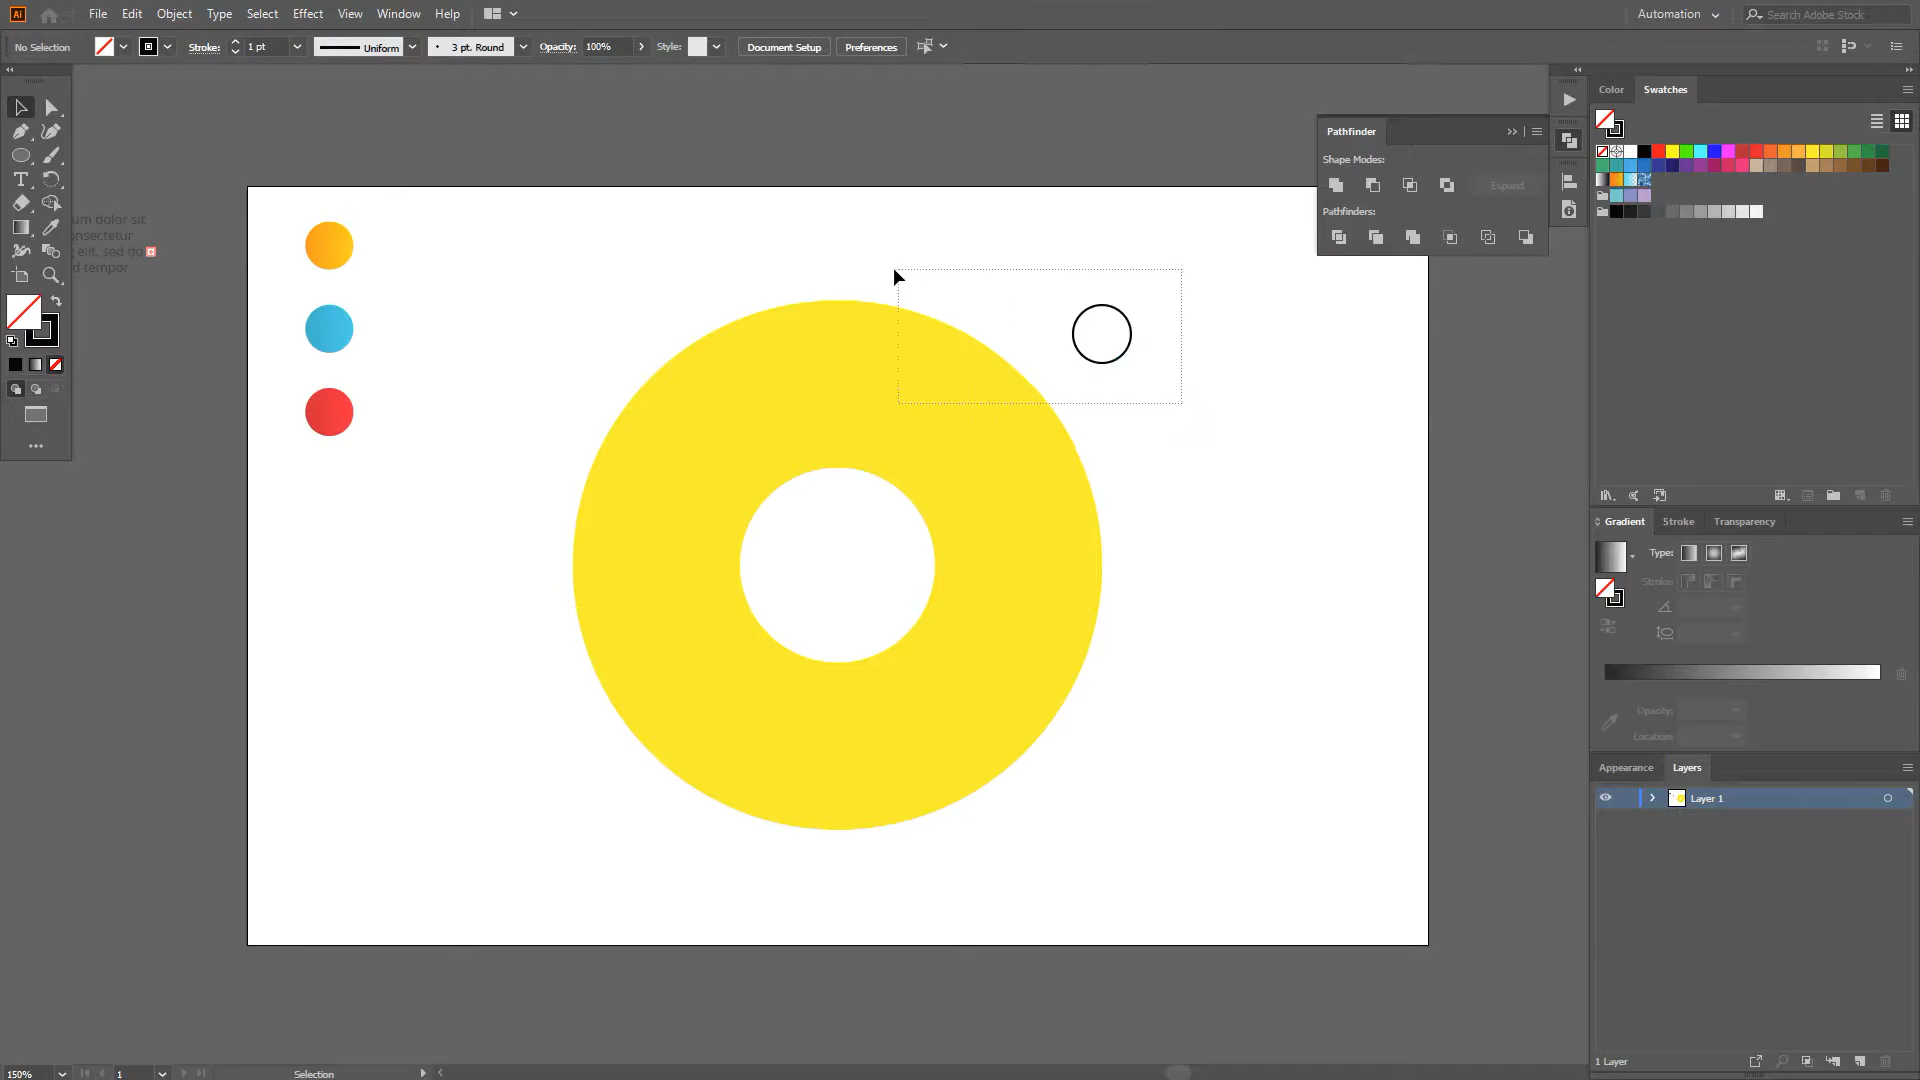 Ai File Edit Object Type Select Effect View Window Help Automation Search Adobe Stock
No Selection Stroke: 1 pt Uniform 3 pt. Round Opacity: 100% Style: Document Setup Preferences
Color Swatches
Pathfinder
Shape Modes:
Expand
Pathfinders:
um dolor sit
onsectetur
elit, sed do
d tempor
Gradient Stroke Transparency
Type:
Stroke:
Opacity:
Location:
Appearance Layers
Layer 1
1 Layer
150% 1 Selection